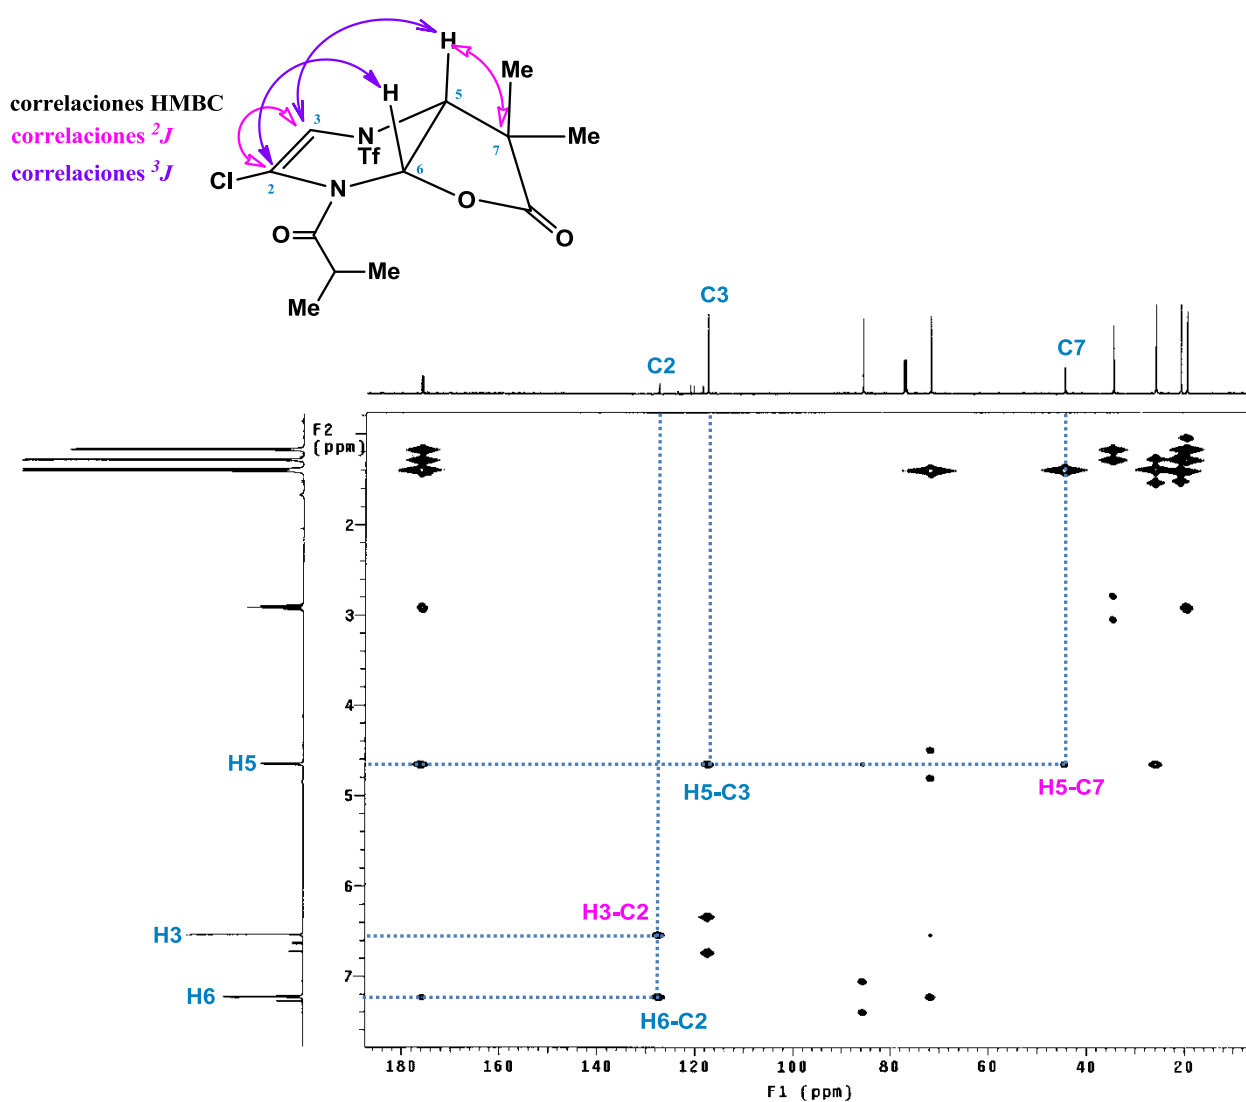 H
Me
H
correlaciones HMBC
5
3
correlaciones ²J
N
Me
Tf
7
correlaciones ³J
6
Cl
2
N
O
O
O
Me
Me
C3
C2
C7
F2
(ppm)
2
3
4
H5
5
H5-C3
H5-C7
6
H3-C2
H3
7
H6
H6-C2
180 160 140 120 100 80 60 40 20
F1 (ppm)